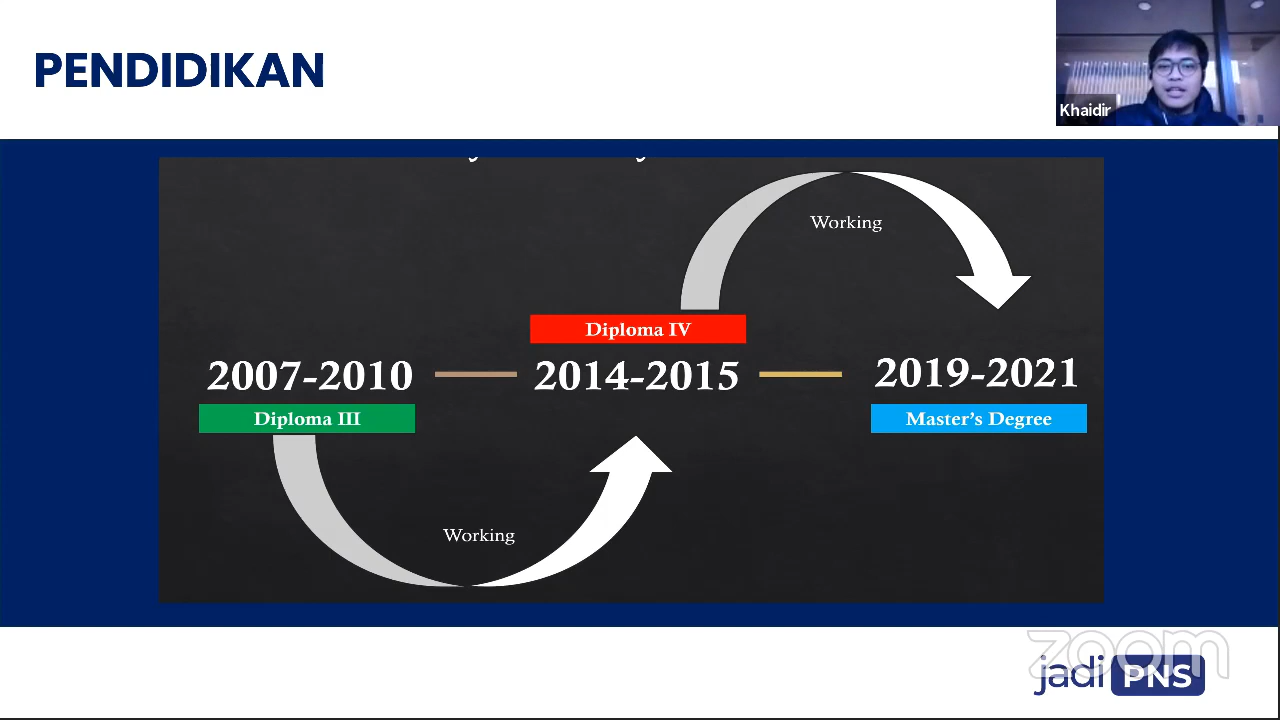 PENDIDIKAN
Khaidir
Working
Diploma IV
2007-2010
2014-2015
2019-2021
Diploma III
Master's Degree
Working
zoom
jadi PNS